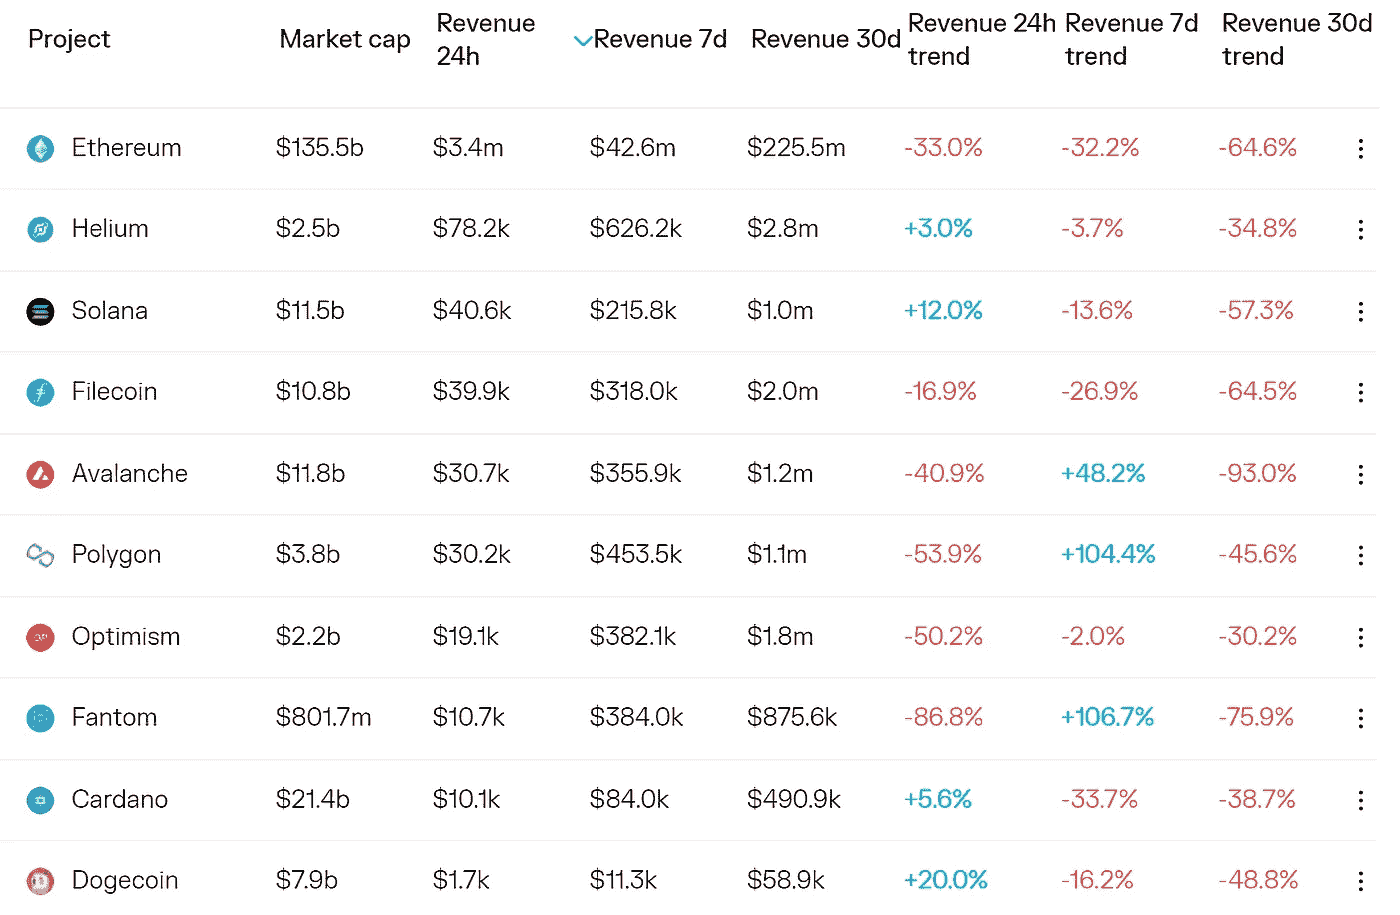 Project Market cap Revenue 24h Revenue 7d Revenue 30d Revenue 24h trend Revenue 7d trend Revenue 30d trend
Ethereum $135.5b $3.4m $42.6m $225.5m -33.0% -32.2% -64.6%
Helium $2.5b $78.2k $626.2k $2.8m +3.0% -3.7% -34.8%
Solana $11.5b $40.6k $215.8k $1.0m +12.0% -13.6% -57.3%
Filecoin $10.8b $39.9k $318.0k $2.0m -16.9% -26.9% -64.5%
Avalanche $11.8b $30.7k $355.9k $1.2m -40.9% +48.2% -93.0%
Polygon $3.8b $30.2k $453.5k $1.1m -53.9% +104.4% -45.6%
Optimism $2.2b $19.1k $382.1k $1.8m -50.2% -2.0% -30.2%
Fantom $801.7m $10.7k $384.0k $875.6k -86.8% +106.7% -75.9%
Cardano $21.4b $10.1k $84.0k $490.9k +5.6% -33.7% -38.7%
Dogecoin $7.9b $1.7k $11.3k $58.9k +20.0% -16.2% -48.8%